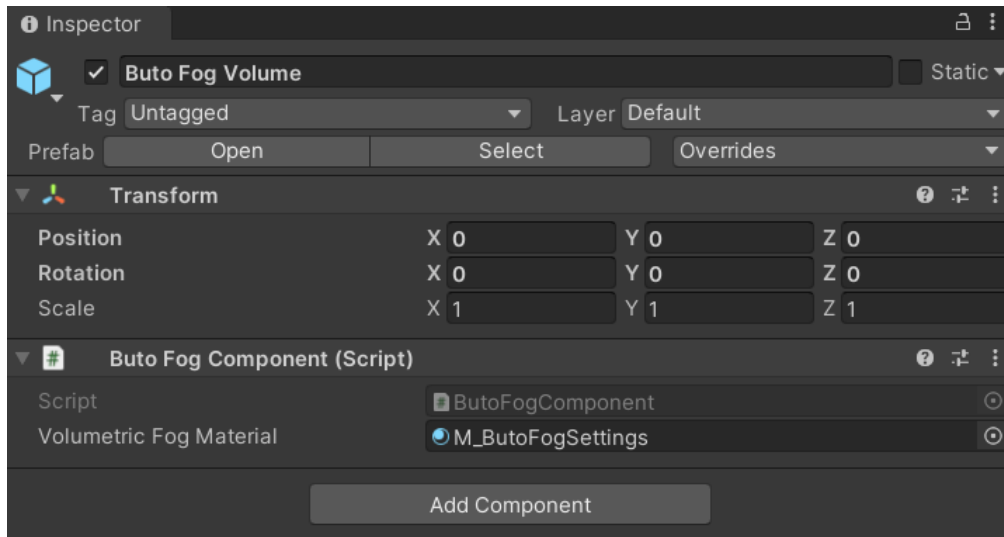 Inspector
Buto Fog Volume Static
Tag Untagged Layer Default
Prefab Open Select Overrides
Transform
Position X 0 Y 0 Z 0
Rotation X 0 Y 0 Z 0
Scale X 1 Y 1 Z 1
# Buto Fog Component (Script)
Script # ButoFogComponent
Volumetric Fog Material M_ButoFogSettings
Add Component